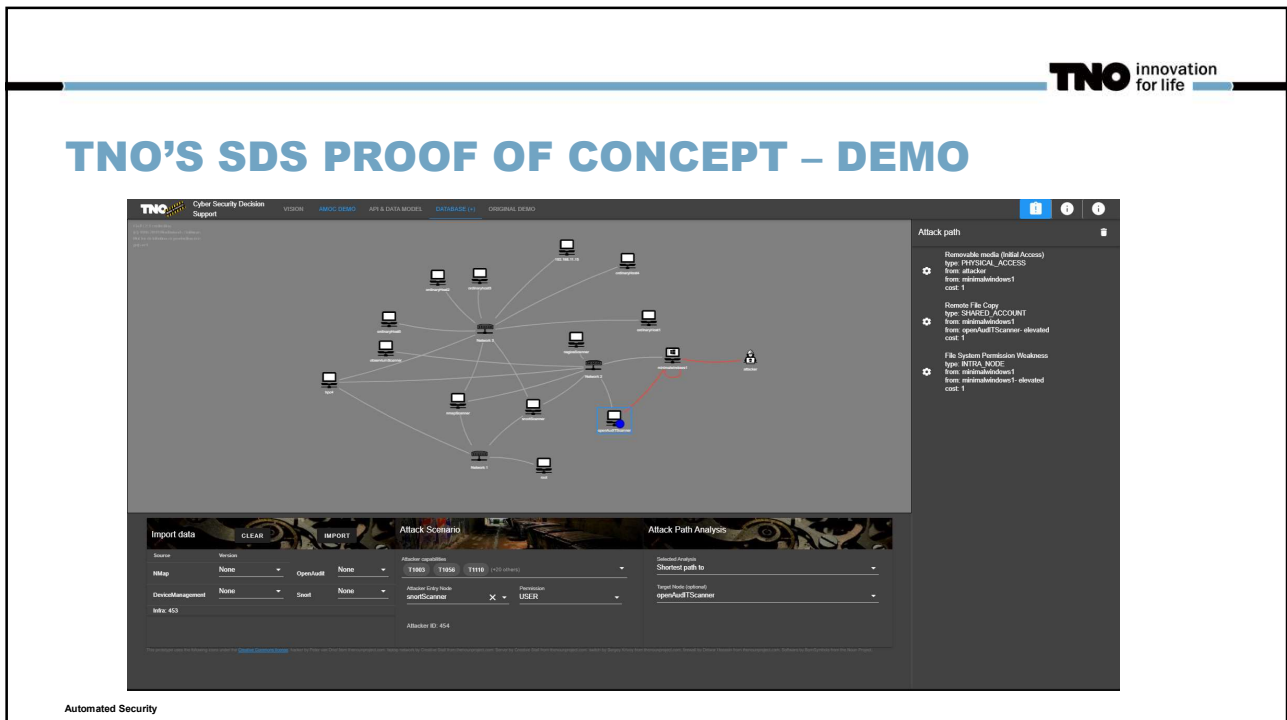 TNO innovation
for life
TNO'S SDS PROOF OF CONCEPT – DEMO
TNO
Cyber Security Decision
Support
VISION
AMOC DEMO
API & DATA MODEL
DATABASE (+)
ORIGINAL DEMO
Attack path
Removable media (Initial Access)
type: PHYSICAL_ACCESS
from: attacker
from: minimalwindows1
cost: 1
Remote File Copy
type: SHARED_ACCOUNT
from: minimalwindows1
from: openAudITScanner- elevated
cost: 1
File System Permission Weakness
type: INTRA_NODE
from: minimalwindows1
from: minimalwindows1- elevated
cost: 1
Network 3
Network 2
minimalwindows1
attacker
nmapScanner
snortScanner
openAudITScanner
Network 1
Import data
CLEAR
IMPORT
Source
Version
NMap
None
OpenAudit
None
DeviceManagement
None
Snort
None
Infra: 453
Attack Scenario
Attacker capabilities
T1003
T1056
T1110
(+20 others)
Attacker Entry Node
snortScanner
Permission
USER
Attacker ID: 454
Attack Path Analysis
Selected Analysis
Shortest path to
Target Node (optional)
openAudITScanner
Automated Security